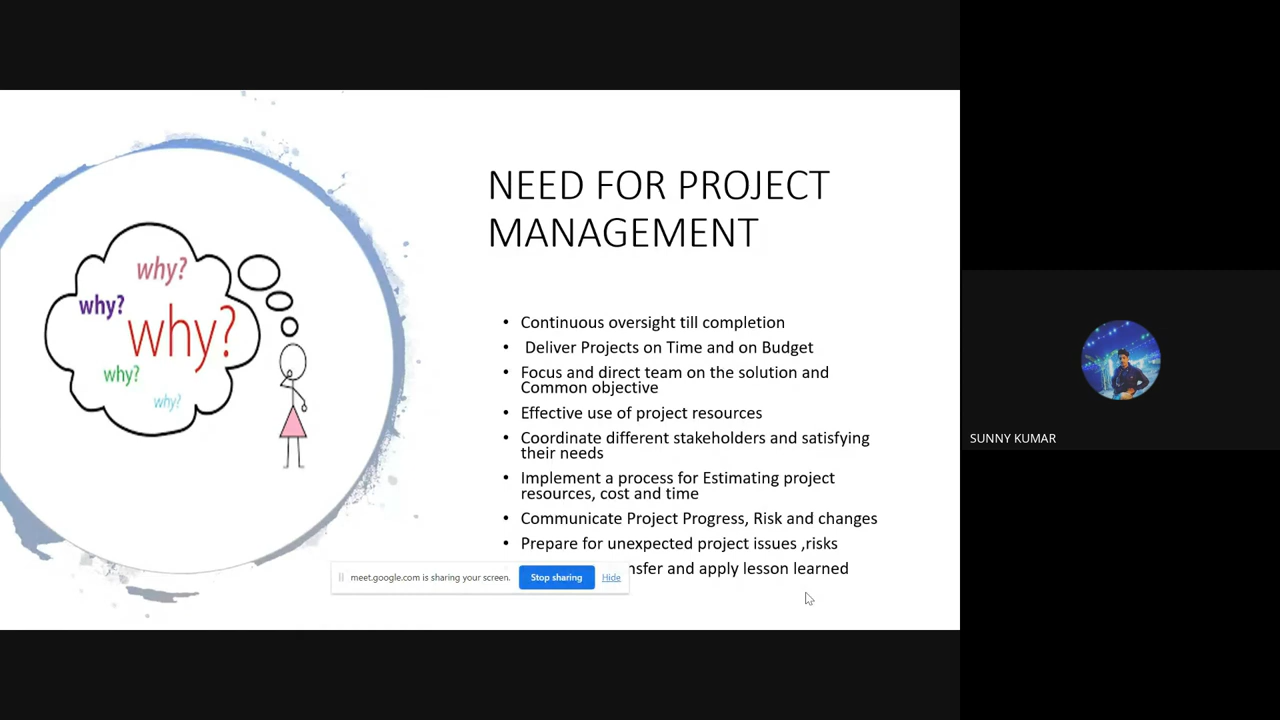 NEED FOR PROJECT
MANAGEMENT
why?
why?
why?
why?
why?
• Continuous oversight till completion
• Deliver Projects on Time and on Budget
• Focus and direct team on the solution and
Common objective
• Effective use of project resources
• Coordinate different stakeholders and satisfying
their needs
• Implement a process for Estimating project
resources, cost and time
• Communicate Project Progress, Risk and changes
• Prepare for unexpected project issues ,risks
and apply lesson learned
meet.google.com is sharing your screen.
Stop sharing
Hide
SUNNY KUMAR